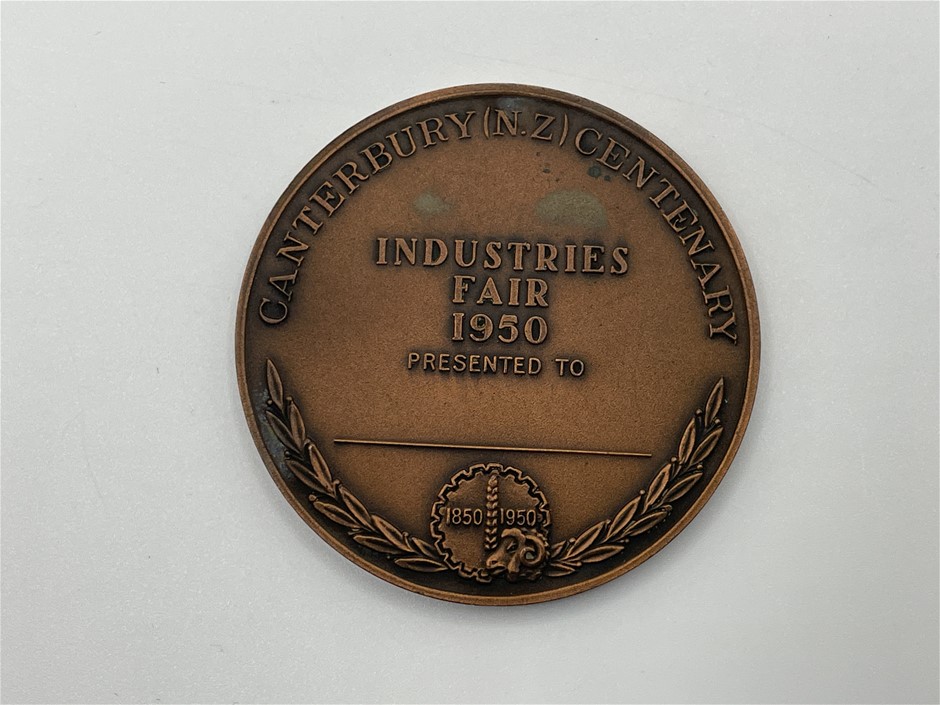 CANTERBURY (N.Z) CENTENARY
INDUSTRIES
FAIR
1950
PRESENTED TO
1850 1950